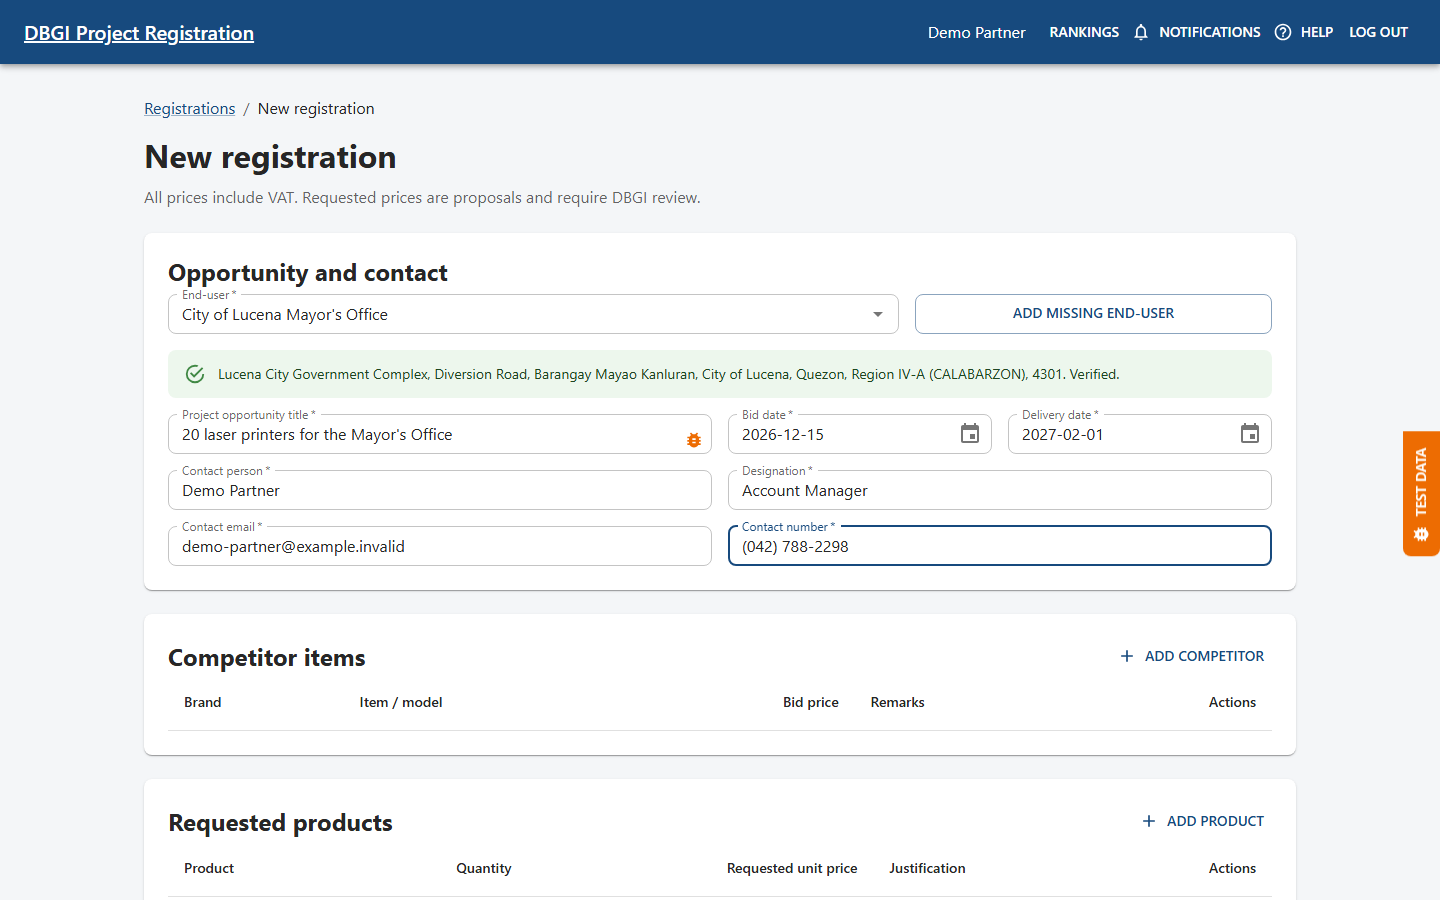 DBGI Project Registration
Demo Partner RANKINGS NOTIFICATIONS HELP LOG OUT
Registrations / New registration
New registration
All prices include VAT. Requested prices are proposals and require DBGI review.
Opportunity and contact
End-user *
City of Lucena Mayor's Office
ADD MISSING END-USER
Lucena City Government Complex, Diversion Road, Barangay Mayao Kanluran, City of Lucena, Quezon, Region IV-A (CALABARZON), 4301. Verified.
Project opportunity title * Bid date * Delivery date *
20 laser printers for the Mayor's Office 2026-12-15 2027-02-01
Contact person * Designation *
Demo Partner Account Manager
Contact email * Contact number *
demo-partner@example.invalid (042) 788-2298
TEST DATA
Competitor items + ADD COMPETITOR
Brand Item / model Bid price Remarks Actions
Requested products + ADD PRODUCT
Product Quantity Requested unit price Justification Actions